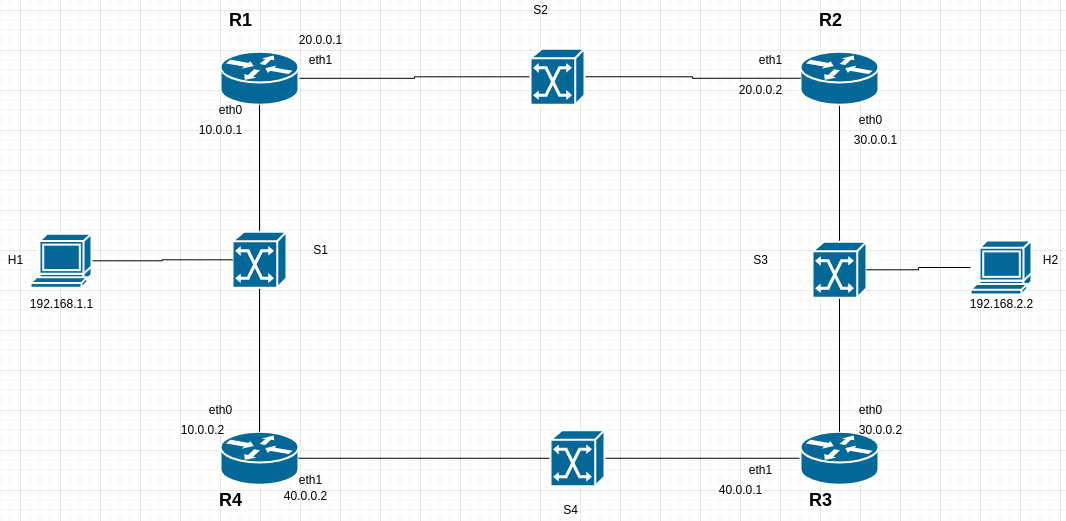 S2
R1
R2
20.0.0.1
eth1
eth1
20.0.0.2
eth0
10.0.0.1
eth0
30.0.0.1
H1
S1
S3
H2
192.168.1.1
192.168.2.2
eth0
10.0.0.2
eth0
30.0.0.2
eth1
40.0.0.2
eth1
40.0.0.1
R4
S4
R3